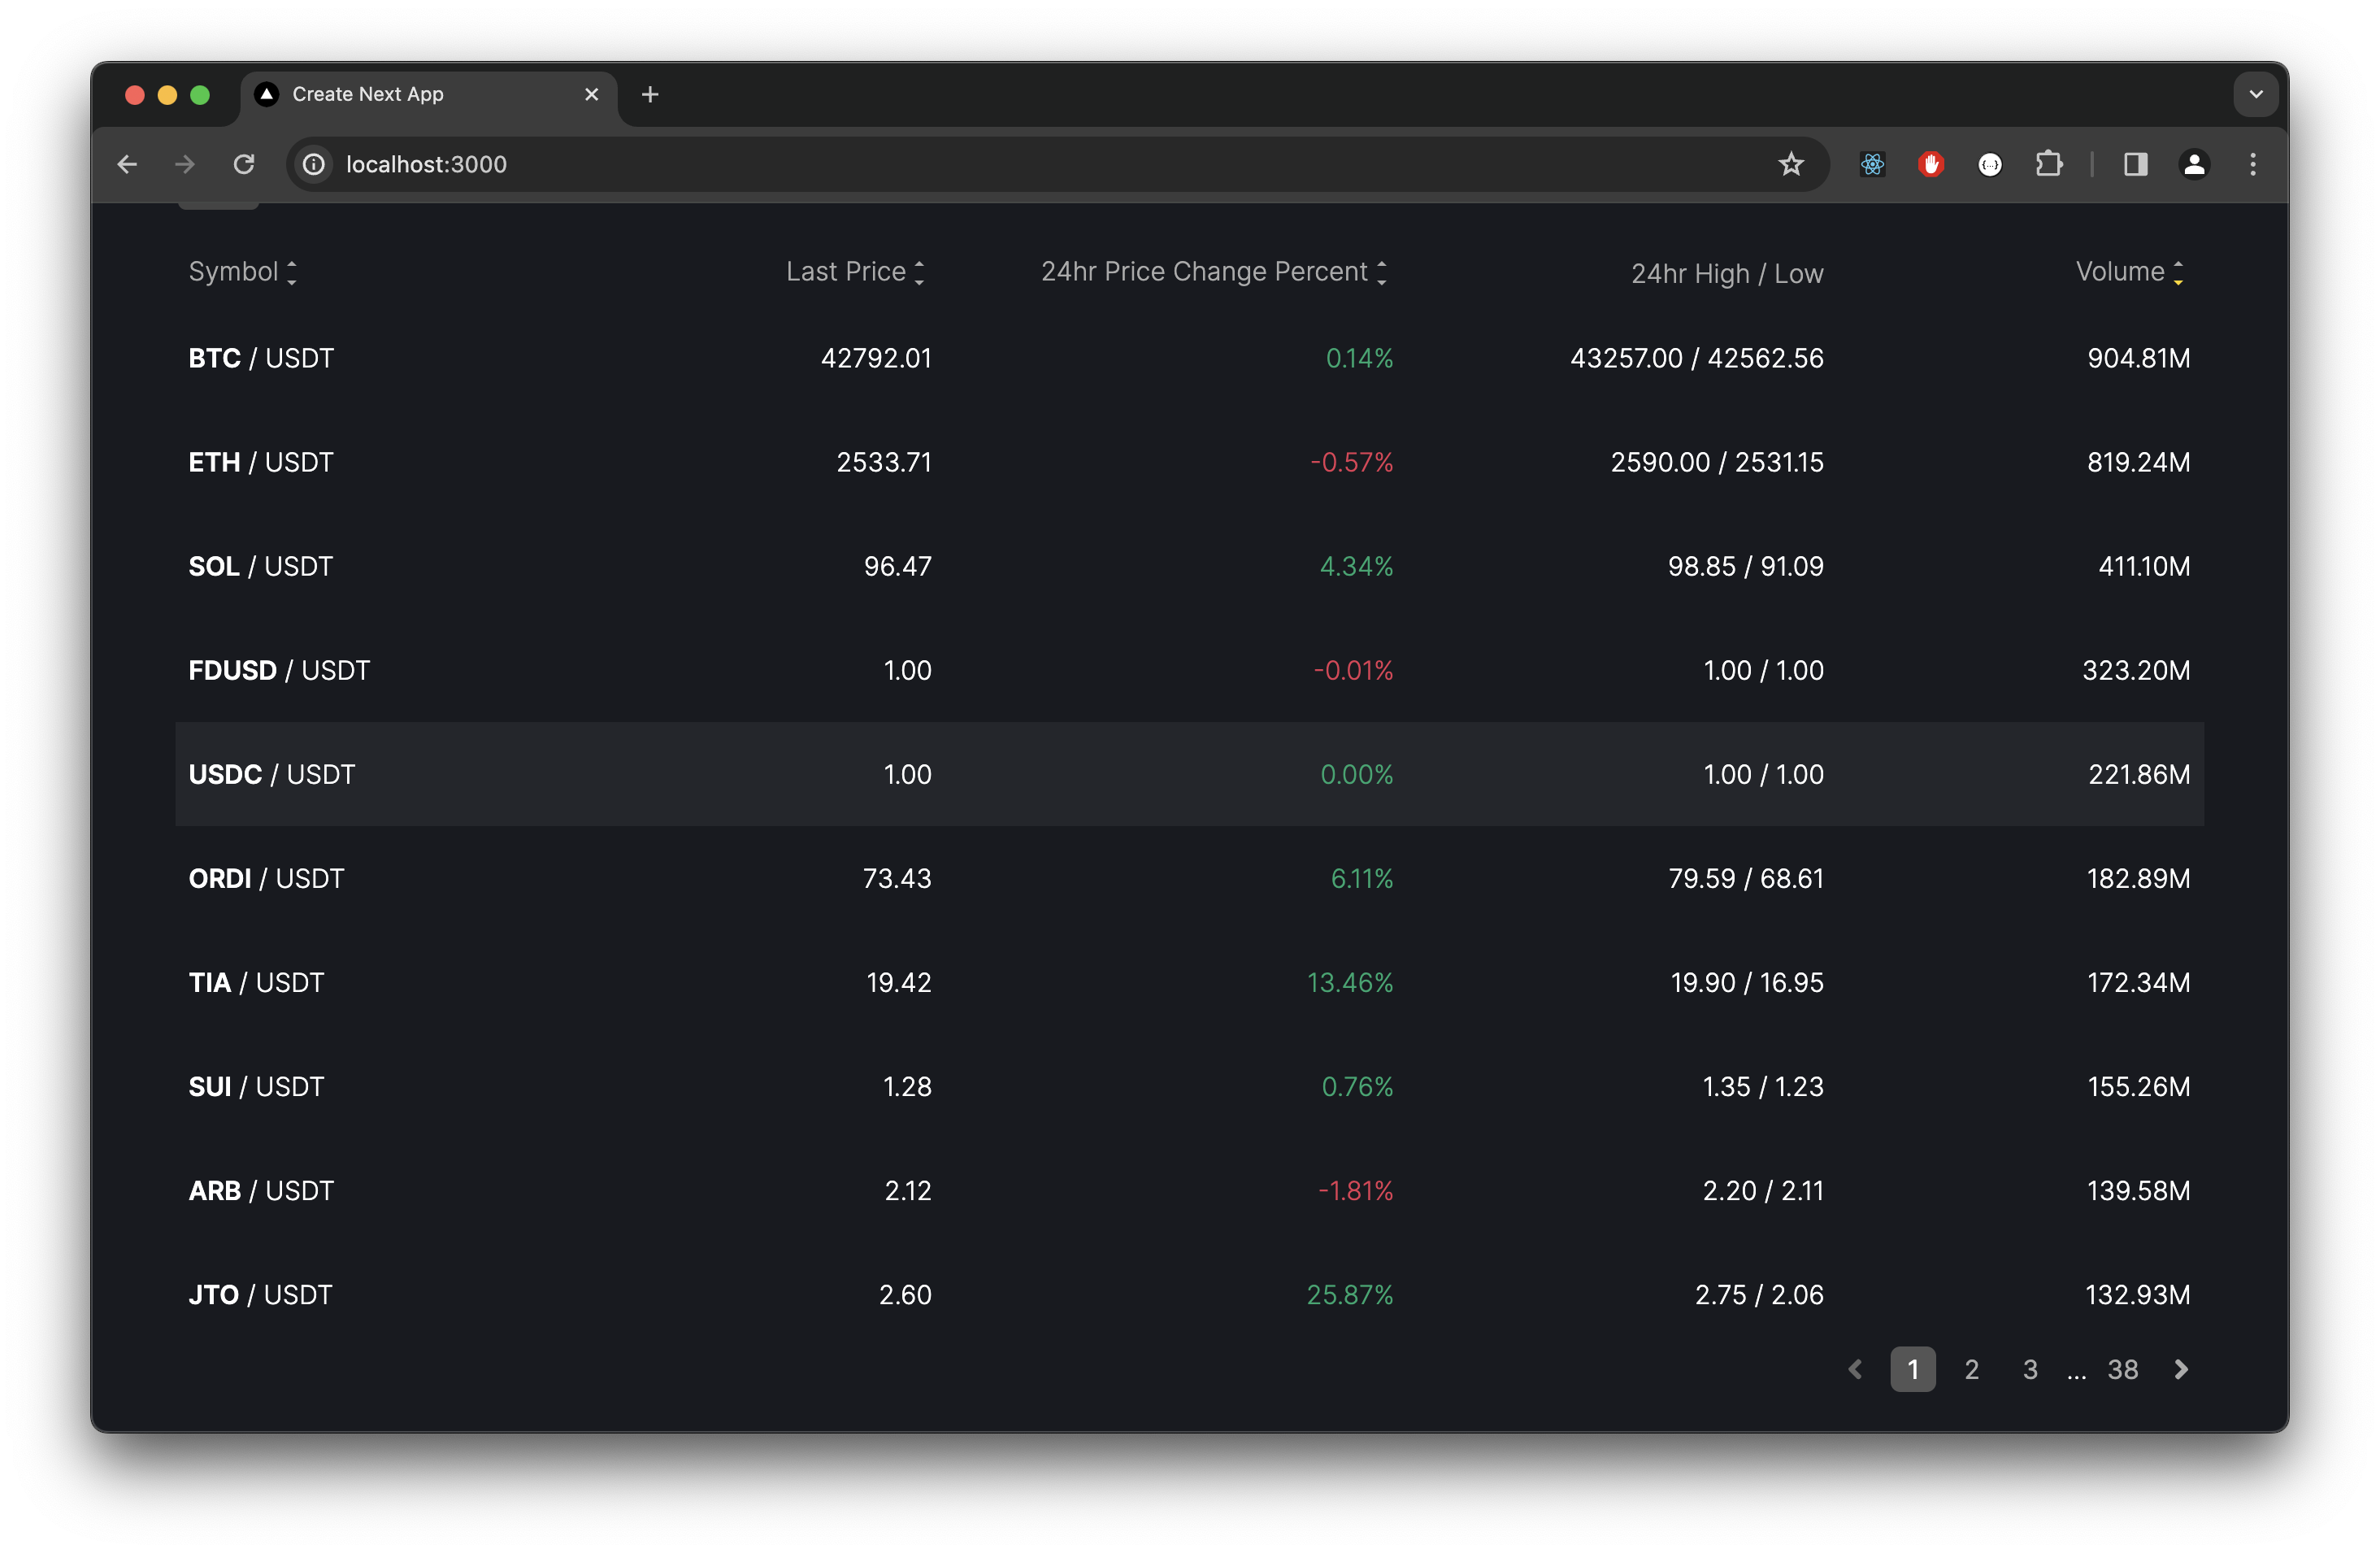 Create Next App
localhost:3000
Symbol Last Price 24hr Price Change Percent 24hr High / Low Volume
BTC / USDT 42792.01 0.14% 43257.00 / 42562.56 904.81M
ETH / USDT 2533.71 -0.57% 2590.00 / 2531.15 819.24M
SOL / USDT 96.47 4.34% 98.85 / 91.09 411.10M
FDUSD / USDT 1.00 -0.01% 1.00 / 1.00 323.20M
USDC / USDT 1.00 0.00% 1.00 / 1.00 221.86M
ORDI / USDT 73.43 6.11% 79.59 / 68.61 182.89M
TIA / USDT 19.42 13.46% 19.90 / 16.95 172.34M
SUI / USDT 1.28 0.76% 1.35 / 1.23 155.26M
ARB / USDT 2.12 -1.81% 2.20 / 2.11 139.58M
JTO / USDT 2.60 25.87% 2.75 / 2.06 132.93M
1 2 3 ... 38